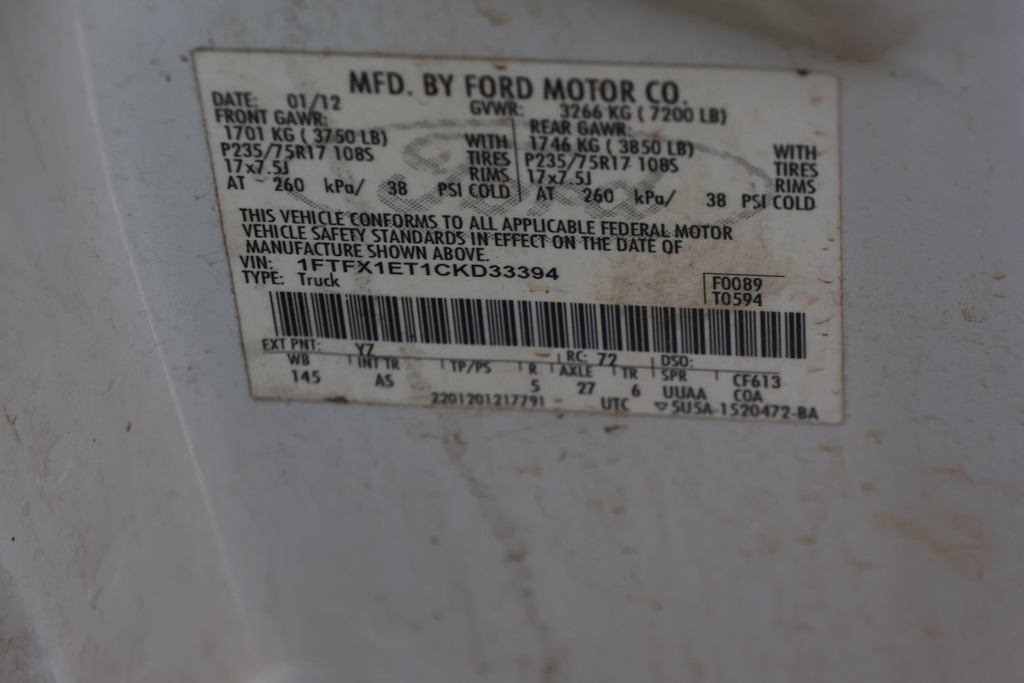 MFD. BY FORD MOTOR CO.
DATE: 01/12 GVWR: 3266 KG ( 7200 LB)
FRONT GAWR: REAR GAWR:
1701 KG ( 3750 LB) WITH 1746 KG ( 3850 LB) WITH
P235/75R17 108S TIRES P235/75R17 108S TIRES
17x7.5J RIMS 17x7.5J RIMS
AT 260 kPa/ 38 PSI COLD AT 260 kPa/ 38 PSI COLD
THIS VEHICLE CONFORMS TO ALL APPLICABLE FEDERAL MOTOR
VEHICLE SAFETY STANDARDS IN EFFECT ON THE DATE OF
MANUFACTURE SHOWN ABOVE.
VIN: 1FTFX1ET1CKD33394
TYPE: Truck F0089
T0594
EXT PNT: YZ RC: 72 DSO:
WB INT TR TP/PS R AXLE TR SPR CF613
145 AS 5 27 6 UUAA COA
2201201217791 UTC ▽ 5U5A-1520472-BA